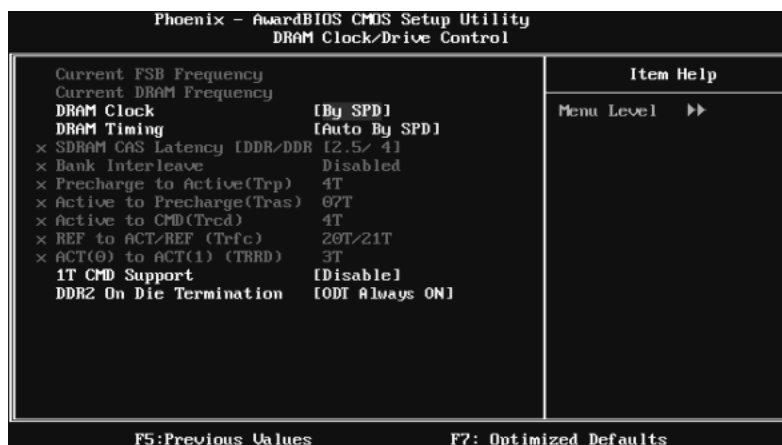 Phoenix - AwardBIOS CMOS Setup Utility
DRAM Clock/Drive Control
Current FSB Frequency
Current DRAM Frequency
DRAM Clock [By SPD]
DRAM Timing [Auto By SPD]
x SDRAM CAS Latency [DDR/DDR [2.5/ 4]
x Bank Interleave Disabled
x Precharge to Active(Trp) 4T
x Active to Precharge(Tras) 07T
x Active to CMD(Trcd) 4T
x REF to ACT/REF (Trfc) 20T/21T
x ACT(0) to ACT(1) (TRRD) 3T
1T CMD Support [Disable]
DDR2 On Die Termination [ODT Always ON]
Item Help
Menu Level ▶▶
F5:Previous Values F7: Optimized Defaults